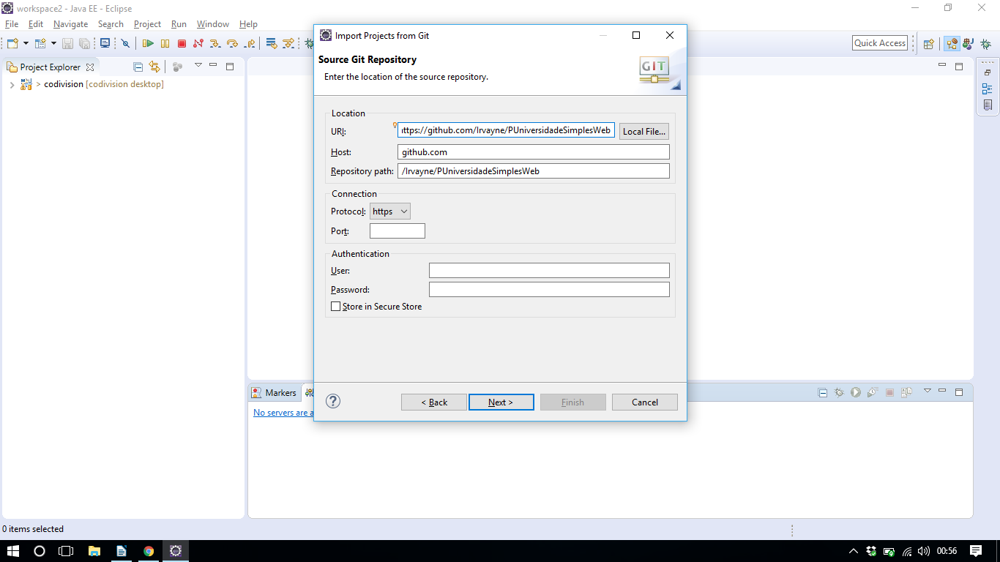 workspace2 - Java EE - Eclipse
File Edit Navigate Search Project Run Window Help
Quick Access
Project Explorer
> codivision [codivision desktop]
Import Projects from Git
Source Git Repository
Enter the location of the source repository.
GIT
Location
URI: ttps://github.com/Irvayne/PUniversidadeSimplesWeb Local File...
Host: github.com
Repository path: /Irvayne/PUniversidadeSimplesWeb
Connection
Protocol: https
Port:
Authentication
User:
Password:
Store in Secure Store
< Back Next > Finish Cancel
Markers
No servers are a
0 items selected
00:56